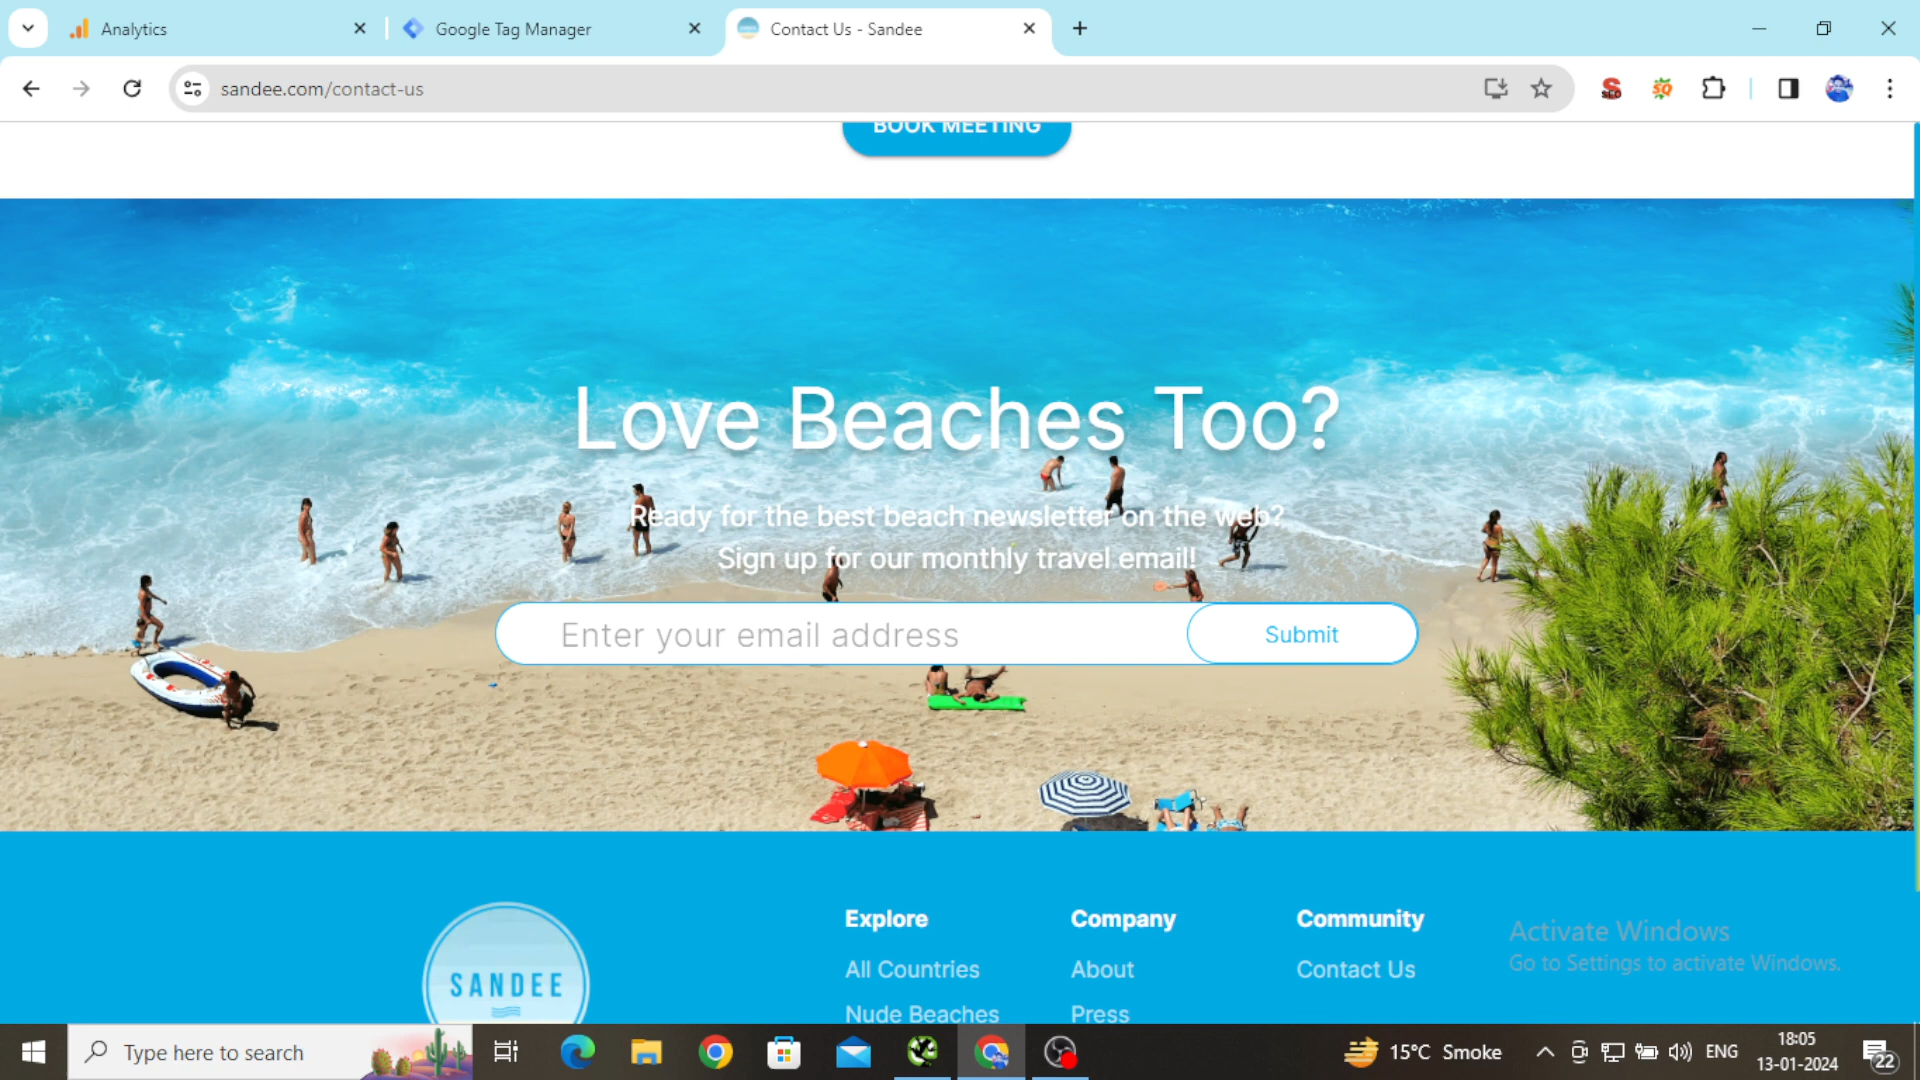 Analytics
Google Tag Manager
Contact Us - Sandee
sandee.com/contact-us
SEO
SQ
BOOK MEETING
Love Beaches Too?
Ready for the best beach newsletter on the web?
Sign up for our monthly travel email!
Enter your email address
Submit
Explore
Company
Community
Activate Windows
All Countries
About
Contact Us
Go to Settings to activate Windows.
SANDEE
Nude Beaches
Press
Type here to search
15°C Smoke
ENG
18:05
13-01-2024
22